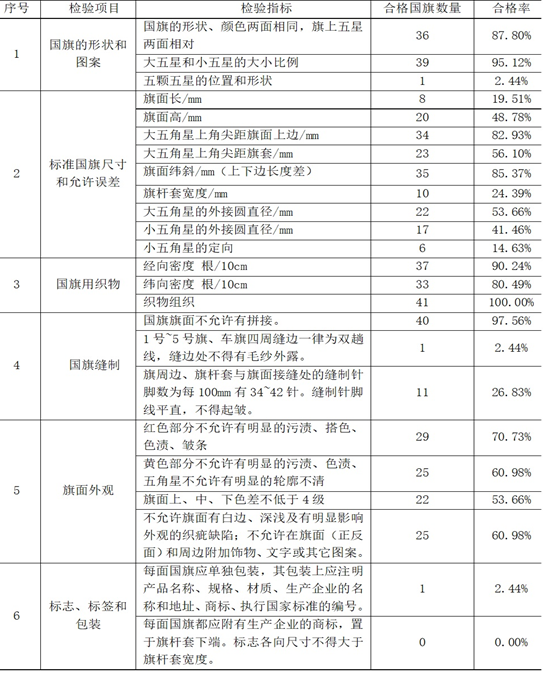 序号 检验项目 检验指标 合格国旗数量 合格率
1 国旗的形状和图案 国旗的形状、颜色两面相同，旗上五星
两面相对 36 87.80%
大五星和小五星的大小比例 39 95.12%
五颗五星的位置和形状 1 2.44%
2 标准国旗尺寸和允许误差 旗面长/mm 8 19.51%
旗面高/mm 20 48.78%
大五角星上角尖距旗面上边/mm 34 82.93%
大五角星上角尖距旗套/mm 23 56.10%
旗面纬斜/mm（上下边长度差） 35 85.37%
旗杆套宽度/mm 10 24.39%
大五角星的外接圆直径/mm 22 53.66%
小五角星的外接圆直径/mm 17 41.46%
小五角星的定向 6 14.63%
3 国旗用织物 经向密度 根/10cm 37 90.24%
纬向密度 根/10cm 33 80.49%
织物组织 41 100.00%
4 国旗缝制 国旗旗面不允许有拼接。 40 97.56%
1号~5号旗、车旗四周缝边一律为双趟
线，缝边处不得有毛纱外露。 1 2.44%
旗周边、旗杆套与旗面接缝处的缝制针
脚数为每100mm有34~42针。缝制针脚
线平直，不得起皱。 11 26.83%
5 旗面外观 红色部分不允许有明显的污渍、搭色、
色渍、皱条 29 70.73%
黄色部分不允许有明显的污渍、色渍、
五角星不允许有明显的轮廓不清 25 60.98%
旗面上、中、下色差不低于4级 22 53.66%
不允许旗面有白边、深浅及有明显影响
外观的织疵缺陷；不允许在旗面（正反
面）和周边附加饰物、文字或其它图案。 25 60.98%
6 标志、标签和包装 每面国旗应单独包装，其包装上应注明
产品名称、规格、材质、生产企业的名
称和地址、商标、执行国家标准的编号。 1 2.44%
每面国旗都应附有生产企业的商标，置
于旗杆套下端。标志各向尺寸不得大于
旗杆套宽度。 0 0.00%